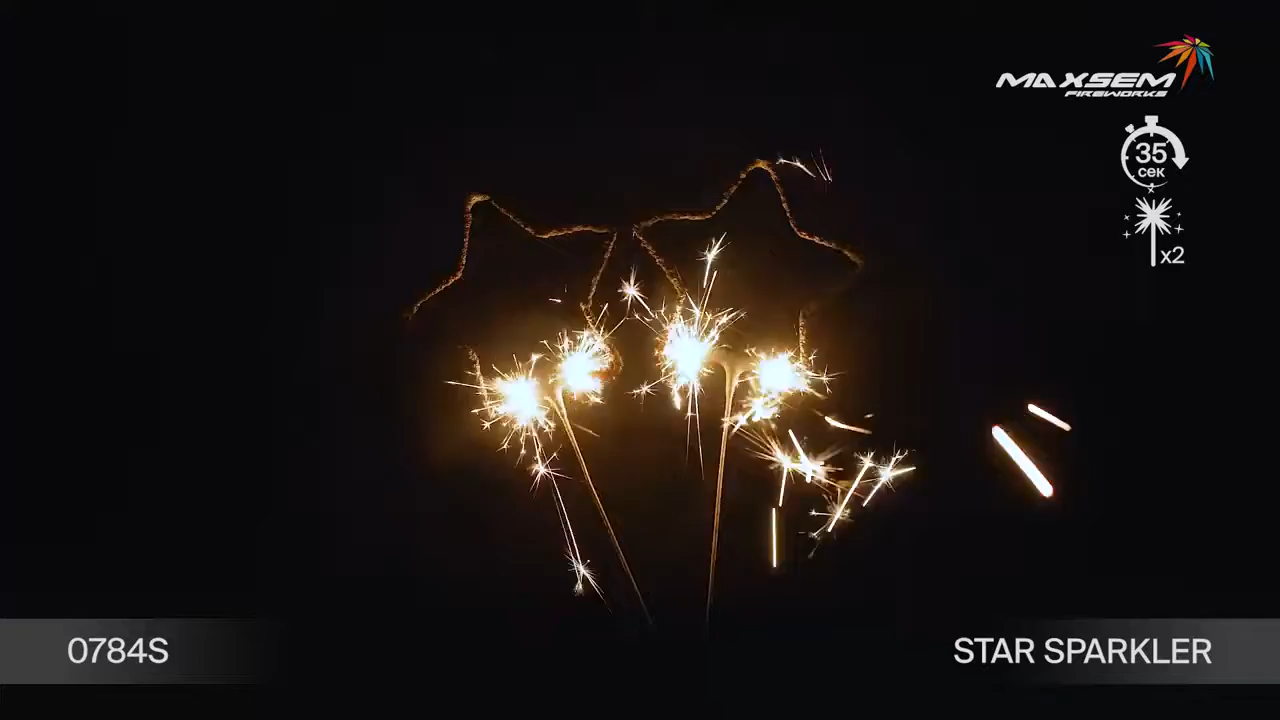 MAXSEM
FIREWORKS
35
сек
x2
0784S
STAR SPARKLER